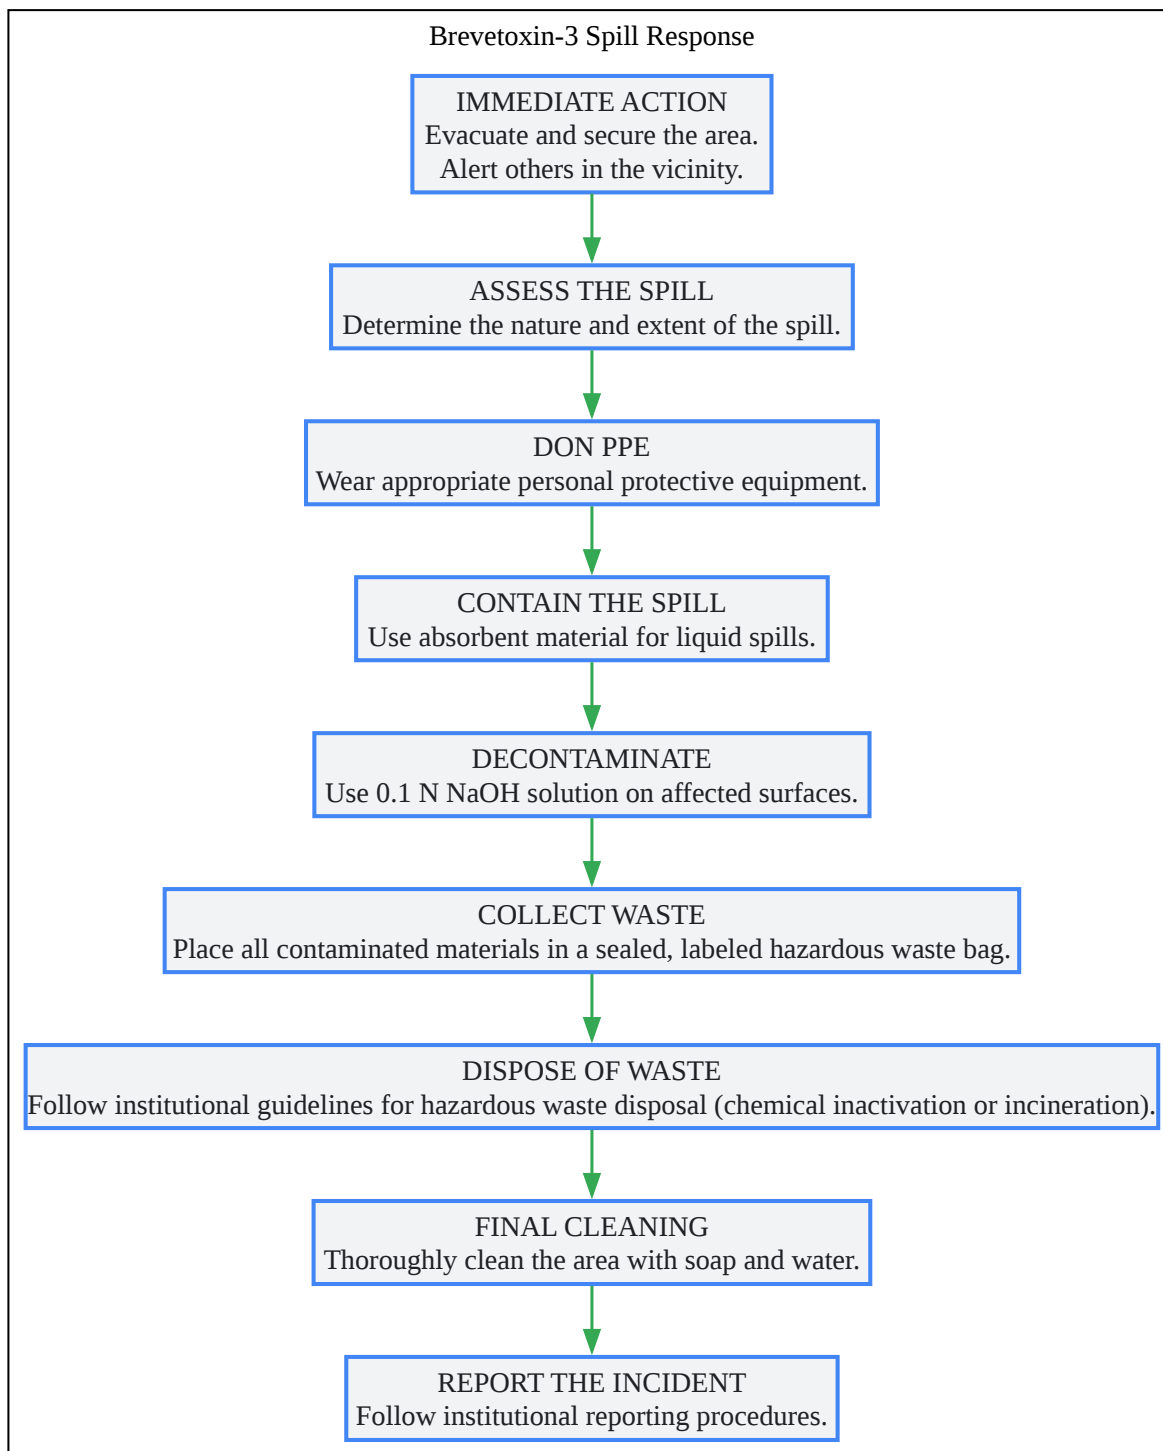 Brevetoxin-3 Spill Response
IMMEDIATE ACTION
Evacuate and secure the area.
Alert others in the vicinity.
ASSESS THE SPILL
Determine the nature and extent of the spill.
DON PPE
Wear appropriate personal protective equipment.
CONTAIN THE SPILL
Use absorbent material for liquid spills.
DECONTAMINATE
Use 0.1 N NaOH solution on affected surfaces.
COLLECT WASTE
Place all contaminated materials in a sealed, labeled hazardous waste bag.
DISPOSE OF WASTE
Follow institutional guidelines for hazardous waste disposal (chemical inactivation or incineration).
FINAL CLEANING
Thoroughly clean the area with soap and water.
REPORT THE INCIDENT
Follow institutional reporting procedures.